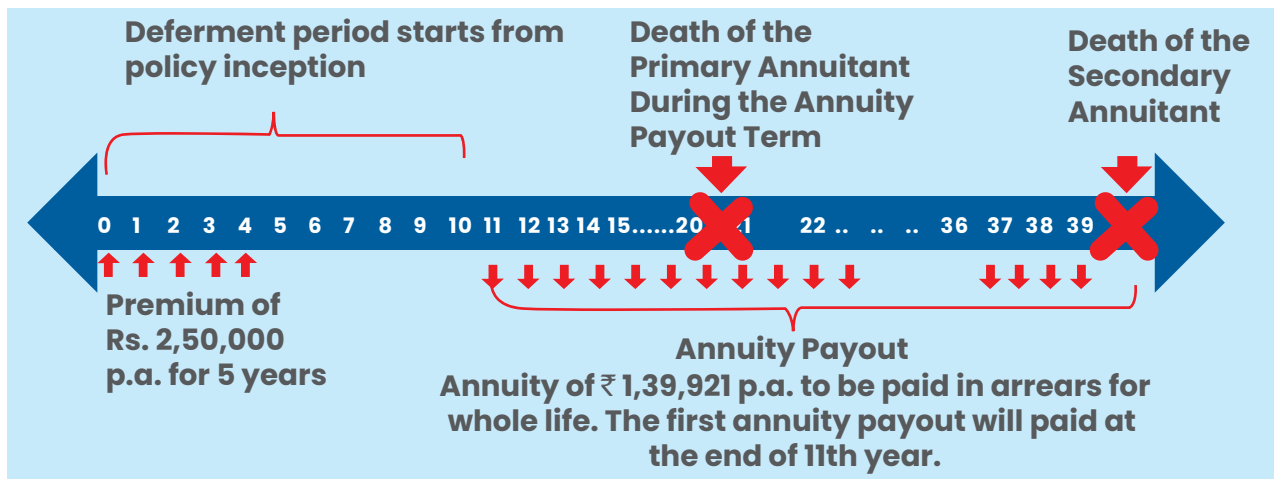 Deferment period starts from
policy inception
Death of the
Primary Annuitant
During the Annuity
Payout Term
Death of the
Secondary
Annuitant
0 1 2 3 4 5 6 7 8 9 10 11 12 13 14 15......20 21 22 .. .. .. 36 37 38 39
Premium of
Rs. 2,50,000
p.a. for 5 years
Annuity Payout
Annuity of ₹ 1,39,921 p.a. to be paid in arrears for
whole life. The first annuity payout will paid at
the end of 11th year.